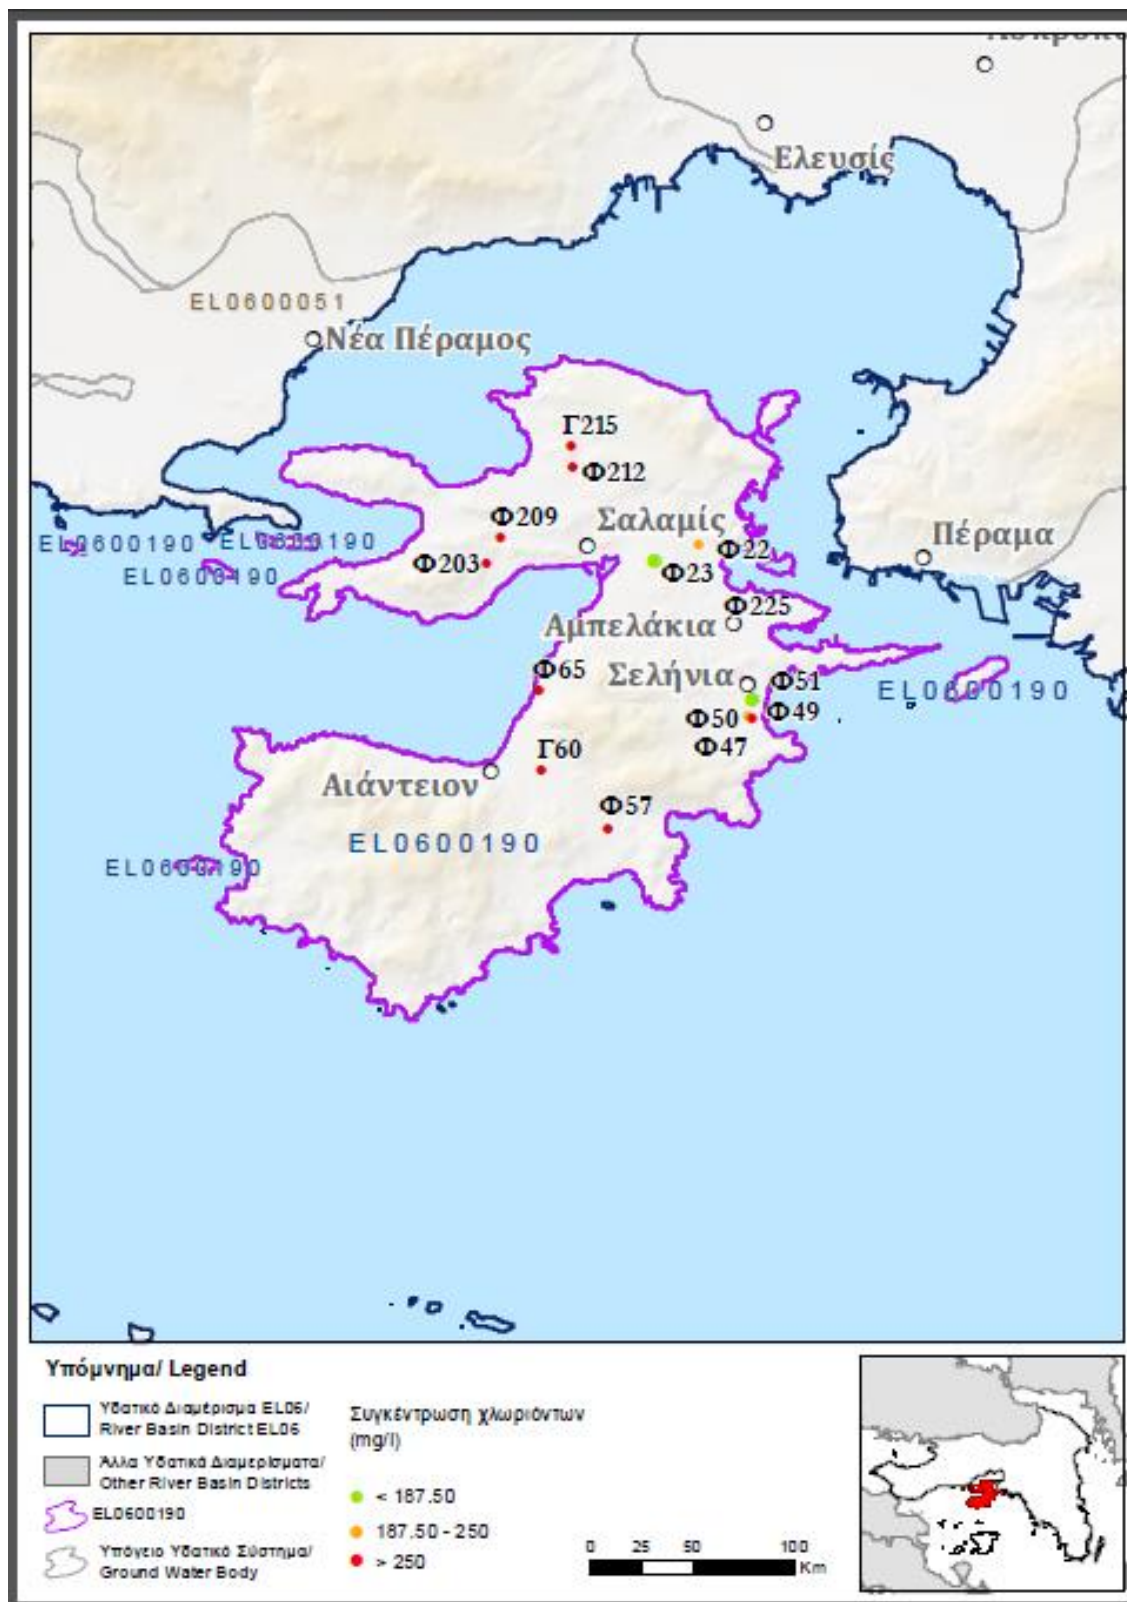 Ελευσίς
EL0600051
Νέα Πέραμος
Γ215
Φ212
Φ209
Σαλαμίς
Πέραμα
EL0600190
EL0600190
Φ22
Φ203
Φ23
EL0600190
Φ225
Αμπελάκια
Φ65
Σελήνια
Φ51
EL0600190
Φ50
Φ49
Φ47
Γ60
Αιάντειον
Φ57
EL0600190
EL0600190
Υπόμνημα/ Legend
Υδατικό Διαμέρισμα EL06/
River Basin District EL06
Άλλα Υδατικά Διαμερίσματα/
Other River Basin Districts
EL0600190
Υπόγειο Υδατικό Σύστημα/
Ground Water Body
Συγκέντρωση χλωριόντων
(mg/l)
< 187.50
187.50 - 250
> 250
0 25 50 100
Km